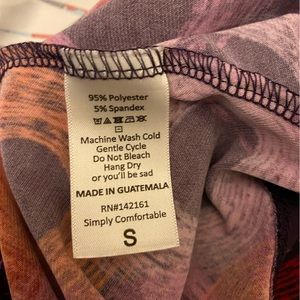 95% Polyester
5% Spandex
Machine Wash Cold
Gentle Cycle
Do Not Bleach
Hang Dry
or you'll be sad
MADE IN GUATEMALA
RN#142161
Simply Comfortable
S